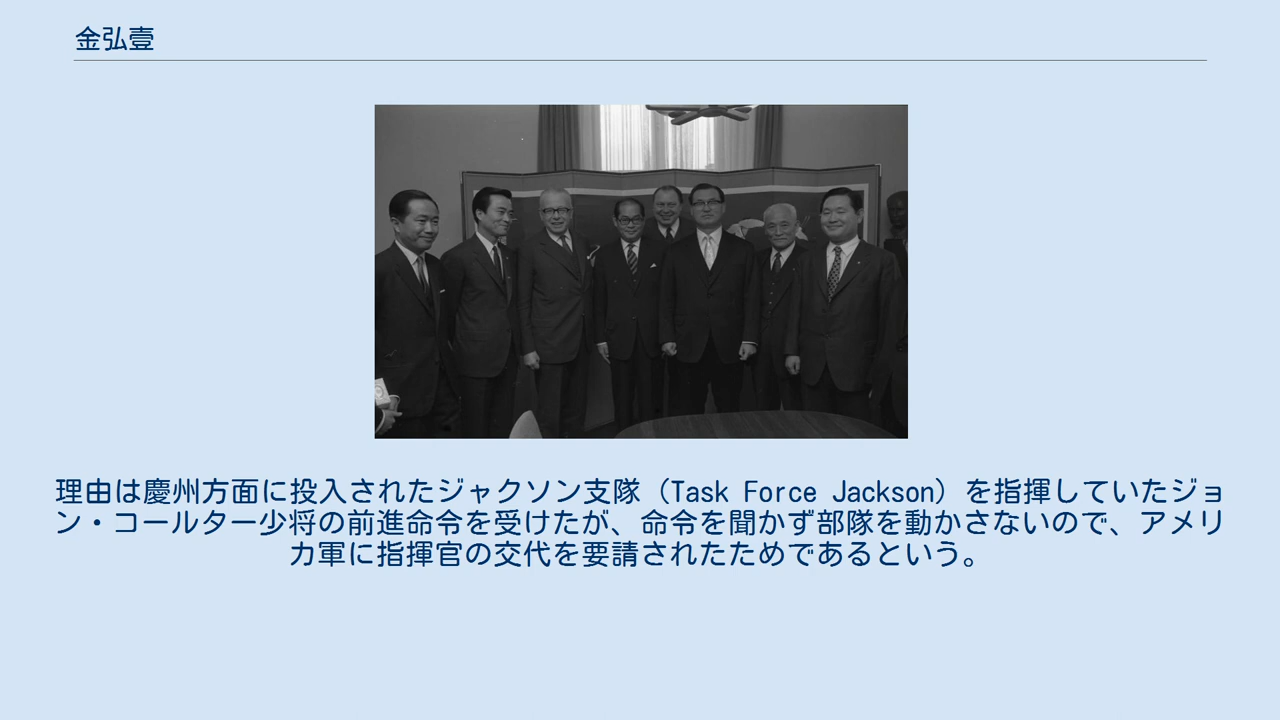 金弘壹
理由は慶州方面に投入されたジャクソン支隊（Task Force Jackson）を指揮していたジョ
ン・コールター少将の前進命令を受けたが、命令を聞かず部隊を動かさないので、アメリ
カ軍に指揮官の交代を要請されたためであるという。